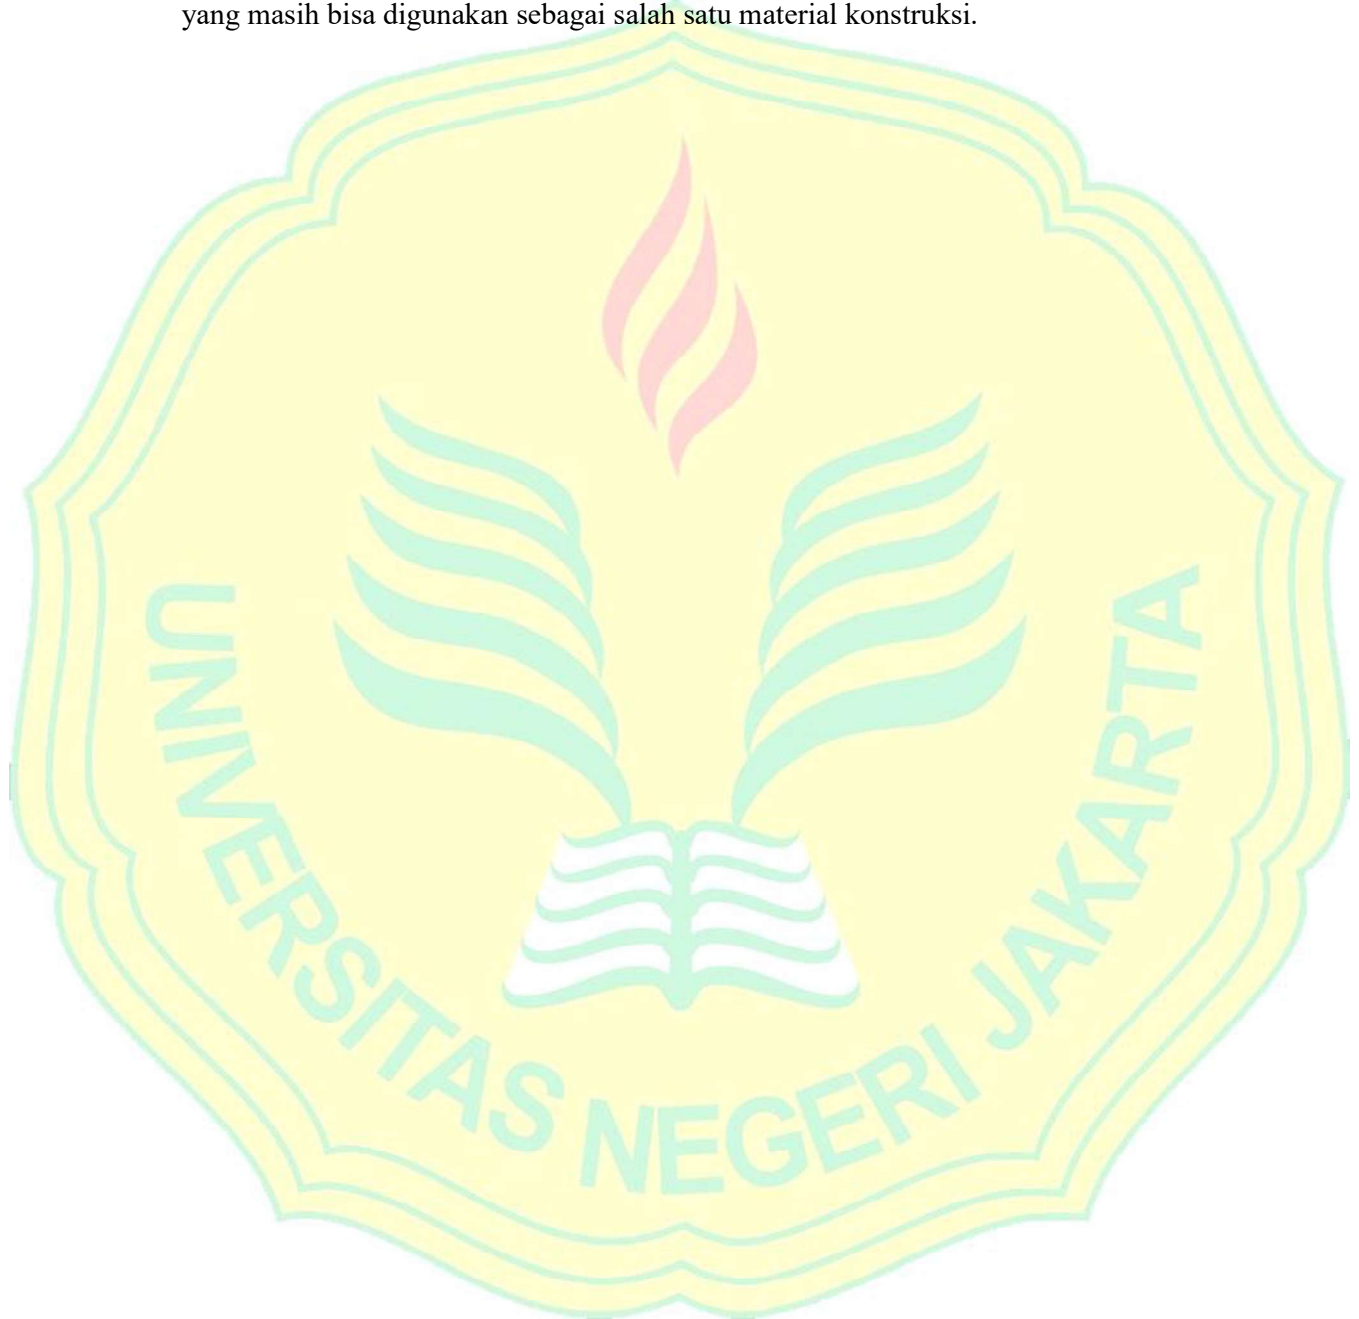 yang masih bisa digunakan sebagai salah satu material konstruksi.
UNIVERSITAS NEGERI JAKARTA